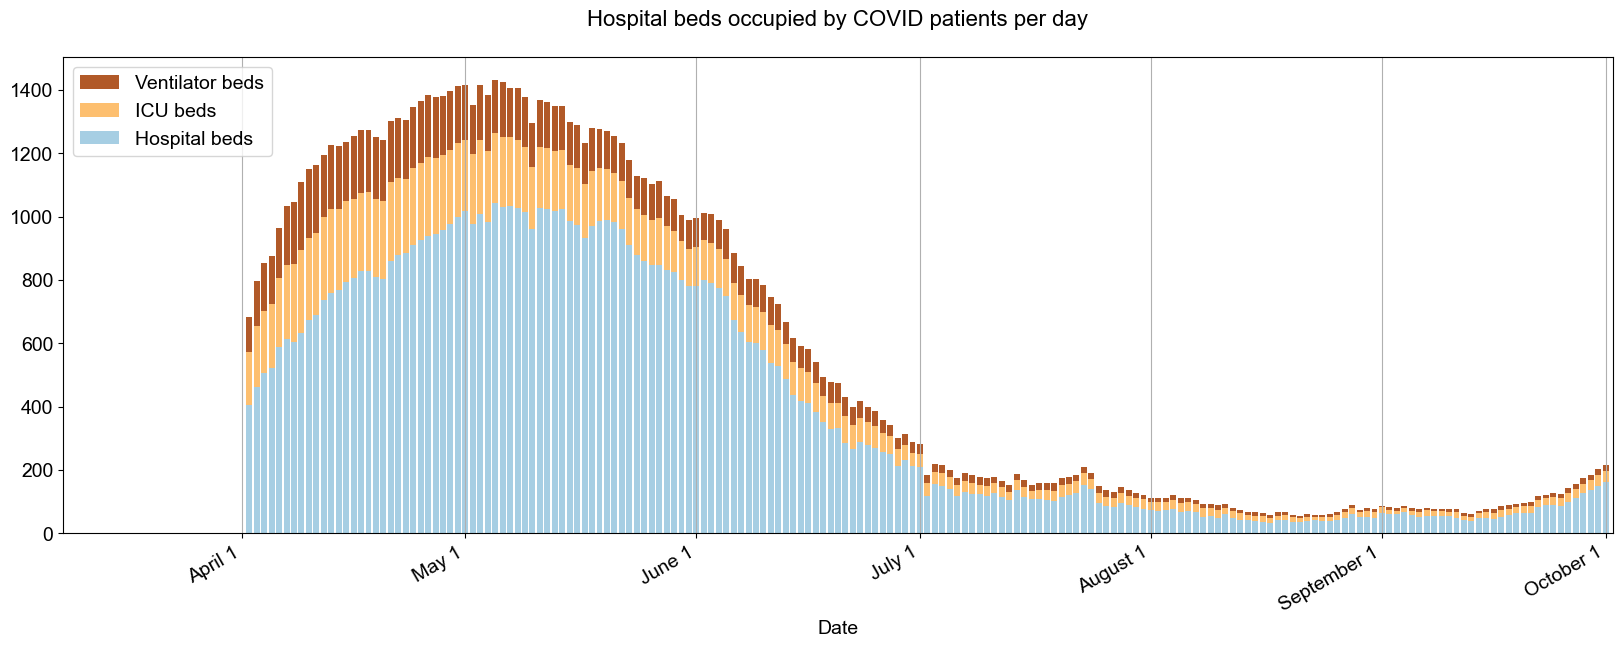 Hospital beds occupied by COVID patients per day
Ventilator beds
ICU beds
Hospital beds
1400
1200
1000
800
600
400
200
0
April 1
May 1
June 1
July 1
August 1
September 1
October 1
Date